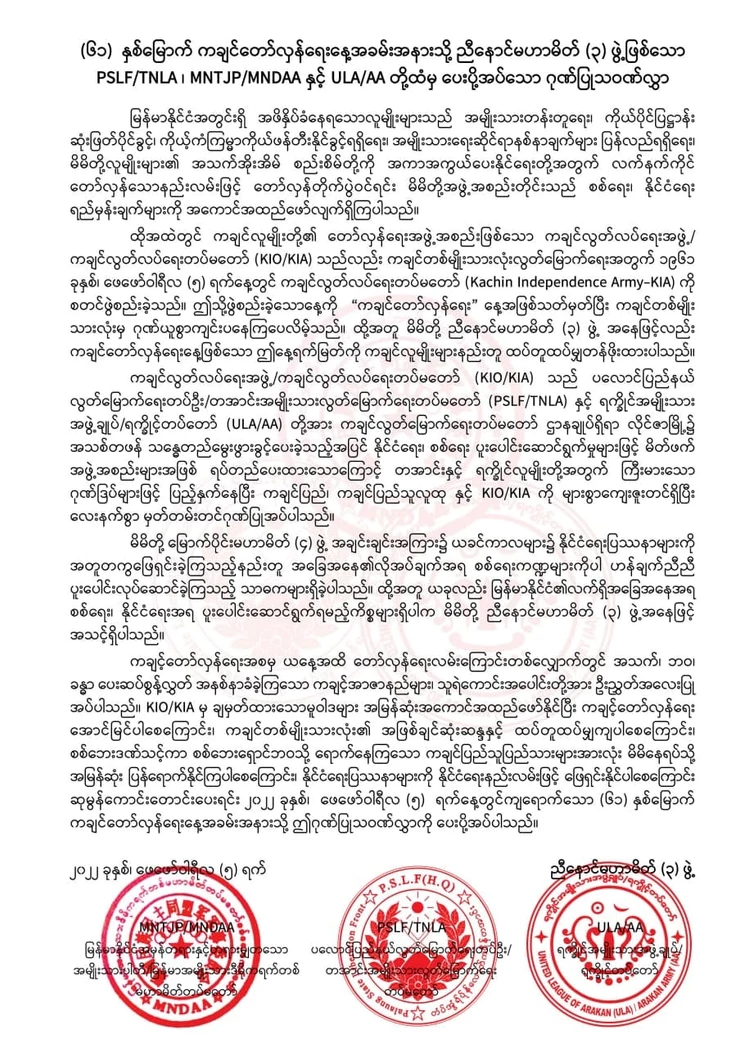 (၆၁) နှစ်မြောက် ကချင်တော်လှန်ရေးနေ့အခမ်းအနားသို့ ညီနောင်မဟာမိတ် (၃) ဖွဲ့ဖြစ်သော
PSLF/TNLA ၊ MNTJP/MNDAA နှင့် ULA/AA တို့ထံမှ ပေးပို့အပ်သော ဂုဏ်ပြုသဝဏ်လွှာ
မြန်မာနိုင်ငံအတွင်းရှိ အဖိနှိပ်ခံနေရသောလူမျိုးများသည် အမျိုးသားတန်းတူရေး၊ ကိုယ်ပိုင်ပြဋ္ဌာန်း
ဆုံးဖြတ်ပိုင်ခွင့်၊ ကိုယ့်ကံကြမ္မာကိုယ်ဖန်တီးနိုင်ခွင့်ရရှိရေး၊ အမျိုးသားရေးဆိုင်ရာနစ်နာချက်များ ပြန်လည်ရရှိရေး၊
မိမိတို့လူမျိုးများ၏ အသက်အိုးအိမ် စည်းစိမ်တို့ကို အကာအကွယ်ပေးနိုင်ရေးတို့အတွက် လက်နက်ကိုင်
တော်လှန်သောနည်းလမ်းဖြင့် တော်လှန်တိုက်ပွဲဝင်ရင်း မိမိတို့အဖွဲ့အစည်းတိုင်းသည် စစ်ရေး၊ နိုင်ငံရေး
ရည်မှန်းချက်များကို အကောင်အထည်ဖော်လျက်ရှိကြပါသည်။
ထိုအထဲတွင် ကချင်လူမျိုးတို့၏ တော်လှန်ရေးအဖွဲ့အစည်းဖြစ်သော ကချင်လွတ်လပ်ရေးအဖွဲ့/
ကချင်လွတ်လပ်ရေးတပ်မတော် (KIO/KIA) သည်လည်း ကချင်တစ်မျိုးသားလုံးလွတ်မြောက်ရေးအတွက် ၁၉၆၁
ခုနှစ်၊ ဖေဖော်ဝါရီလ (၅) ရက်နေ့တွင် ကချင်လွတ်လပ်ရေးတပ်မတော် (Kachin Independence Army–KIA) ကို
စတင်ဖွဲ့စည်းခဲ့သည်။ ဤသို့ဖွဲ့စည်းခဲ့သောနေ့ကို “ကချင်တော်လှန်ရေး” နေ့အဖြစ်သတ်မှတ်ပြီး ကချင်တစ်မျိုး
သားလုံးမှ ဂုဏ်ယူစွာကျင်းပနေကြပေလိမ့်မည်။ ထို့အတူ မိမိတို့ ညီနောင်မဟာမိတ် (၃) ဖွဲ့ အနေဖြင့်လည်း
ကချင်တော်လှန်ရေးနေ့ဖြစ်သော ဤနေ့ရက်မြတ်ကို ကချင်လူမျိုးများနည်းတူ ထပ်တူထပ်မျှတန်ဖိုးထားပါသည်။
ကချင်လွတ်လပ်ရေးအဖွဲ့/ကချင်လွတ်လပ်ရေးတပ်မတော် (KIO/KIA) သည် ပလောင်ပြည်နယ်
လွတ်မြောက်ရေးတပ်ဦး/တအာင်းအမျိုးသားလွတ်မြောက်ရေးတပ်မတော် (PSLF/TNLA) နှင့် ရက္ခိုင်အမျိုးသား
အဖွဲ့ချုပ်/ရက္ခိုင့်တပ်တော် (ULA/AA) တို့အား ကချင်လွတ်မြောက်ရေးတပ်မတော် ဌာနချုပ်ရှိရာ လိုင်ဇာမြို့၌
အသစ်တဖန် သန္ဓေတည်မွေးဖွားခွင့်ပေးခဲ့သည့်အပြင် နိုင်ငံရေး၊ စစ်ရေး ပူးပေါင်းဆောင်ရွက်မှုများဖြင့် မိတ်ဖက်
အဖွဲ့အစည်းများအဖြစ် ရပ်တည်ပေးထားသောကြောင့် တအာင်းနှင့် ရက္ခိုင်လူမျိုးတို့အတွက် ကြီးမားသော
ဂုဏ်ဒြပ်များဖြင့် ပြည့်နှက်နေပြီး ကချင်ပြည်၊ ကချင်ပြည်သူလူထု နှင့် KIO/KIA ကို များစွာကျေးဇူးတင်ရှိပြီး
လေးနက်စွာ မှတ်တမ်းတင်ဂုဏ်ပြုအပ်ပါသည်။
မိမိတို့ မြောက်ပိုင်းမဟာမိတ် (၄) ဖွဲ့ အချင်းချင်းအကြား၌ ယခင်ကာလများ၌ နိုင်ငံရေးပြဿနာများကို
အတူတကွဖြေရှင်းခဲ့ကြသည့်နည်းတူ အခြေအနေ၏လိုအပ်ချက်အရ စစ်ရေးကဏ္ဍများကိုပါ ဟန်ချက်ညီညီ
ပူးပေါင်းလုပ်ဆောင်ခဲ့ကြသည့် သာဓကများရှိခဲ့ပါသည်။ ထို့အတူ ယခုလည်း မြန်မာနိုင်ငံ၏လက်ရှိအခြေအနေအရ
စစ်ရေး၊ နိုင်ငံရေးအရ ပူးပေါင်းဆောင်ရွက်ရမည့်ကိစ္စများရှိပါက မိမိတို့ ညီနောင်မဟာမိတ် (၃) ဖွဲ့အနေဖြင့်
အသင့်ရှိပါသည်။
ကချင့်တော်လှန်ရေးအစမှ ယနေ့အထိ တော်လှန်ရေးလမ်းကြောင်းတစ်လျှောက်တွင် အသက်၊ ဘဝ၊
ခန္ဓာ ပေးဆပ်စွန့်လွှတ် အနစ်နာခံခဲ့ကြသော ကချင့်အာဇာနည်များ၊ သူရဲကောင်းအပေါင်းတို့အား ဦးညွှတ်အလေးပြု
အပ်ပါသည်။ KIO/KIA မှ ချမှတ်ထားသောမူဝါဒများ အမြန်ဆုံးအကောင်အထည်ဖော်နိုင်ပြီး ကချင့်တော်လှန်ရေး
အောင်မြင်ပါစေကြောင်း၊ ကချင်တစ်မျိုးသားလုံး၏ အဖြစ်ချင်ဆုံးဆန္ဒနှင့် ထပ်တူထပ်မျှကျပါစေကြောင်း၊
စစ်ဘေးဒဏ်သင့်ကာ စစ်ဘေးရှောင်ဘဝသို့ ရောက်နေကြသော ကချင်ပြည်သူပြည်သားများအားလုံး မိမိနေရပ်သို့
အမြန်ဆုံး ပြန်ရောက်နိုင်ကြပါစေကြောင်း၊ နိုင်ငံရေးပြဿနာများကို နိုင်ငံရေးနည်းလမ်းဖြင့် ဖြေရှင်းနိုင်ပါစေကြောင်း
ဆုမွန်ကောင်းတောင်းပေးရင်း ၂၀၂၂ ခုနှစ်၊ ဖေဖော်ဝါရီလ (၅) ရက်နေ့တွင်ကျရောက်သော (၆၁) နှစ်မြောက်
ကချင်တော်လှန်ရေးနေ့အခမ်းအနားသို့ ဤဂုဏ်ပြုသဝဏ်လွှာကို ပေးပို့အပ်ပါသည်။
၂၀၂၂ ခုနှစ်၊ ဖေဖော်ဝါရီလ (၅) ရက်
ညီနောင်မဟာမိတ် (၃) ဖွဲ့
MNTJP/MNDAA
မြန်မာနိုင်ငံအမှန်တရားနှင့်တရားမျှတသော
အမျိုးသားပါတီ/မြန်မာအမျိုးသားဒီမိုကရက်တစ်
မဟာမိတ်တပ်မတော်
MNDAA
P.S.L.F(H.Q)
PSLF/TNLA
ပလောင်ပြည်နယ်လွတ်မြောက်ရေးတပ်ဦး/
တအာင်းအမျိုးသားလွတ်မြောက်ရေး
တပ်မတော်
Palaung State
ULA/AA
ရက္ခိုင်အမျိုးသားအဖွဲ့ချုပ်/
ရက္ခိုင့်တပ်တော်
UNITED LEAGUE OF ARAKAN (ULA) / ARAKAN ARMY (AA)